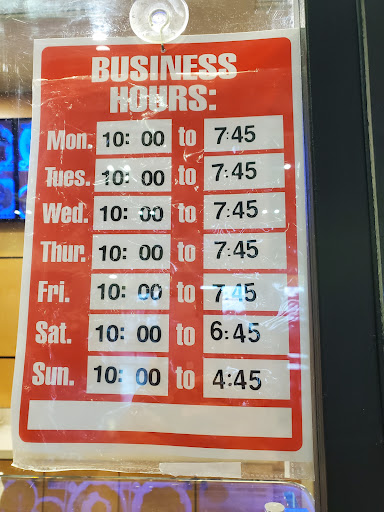 BUSINESS
HOURS:
Mon. 10: 00 to 7:45
Tues. 10: 00 to 7:45
Wed. 10: 00 to 7:45
Thur. 10: 00 to 7:45
Fri. 10: 00 to 7:45
Sat. 10: 00 to 6:45
Sun. 10: 00 to 4:45